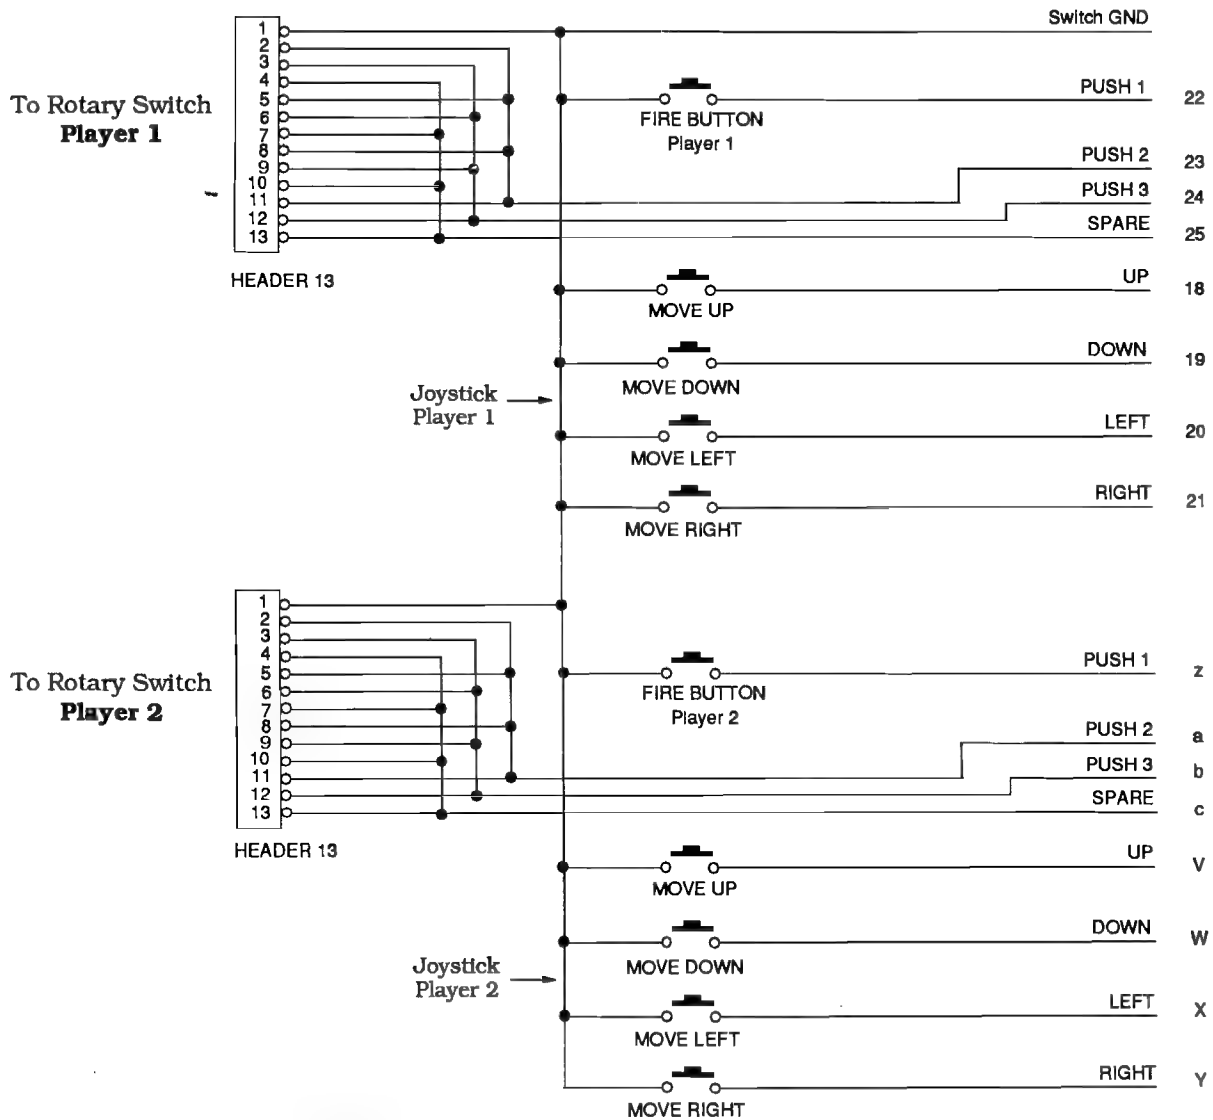 Switch GND
1
2
3
4
5
6
7
8
9
10
11
12
13
To Rotary Switch
Player 1
HEADER 13
PUSH 1 22
FIRE BUTTON
Player 1
PUSH 2 23
PUSH 3 24
SPARE 25
UP 18
MOVE UP
DOWN 19
MOVE DOWN
Joystick
Player 1
LEFT 20
MOVE LEFT
RIGHT 21
MOVE RIGHT
1
2
3
4
5
6
7
8
9
10
11
12
13
To Rotary Switch
Player 2
HEADER 13
PUSH 1 z
FIRE BUTTON
Player 2
PUSH 2 a
PUSH 3 b
SPARE c
UP V
MOVE UP
DOWN W
MOVE DOWN
Joystick
Player 2
LEFT X
MOVE LEFT
RIGHT Y
MOVE RIGHT